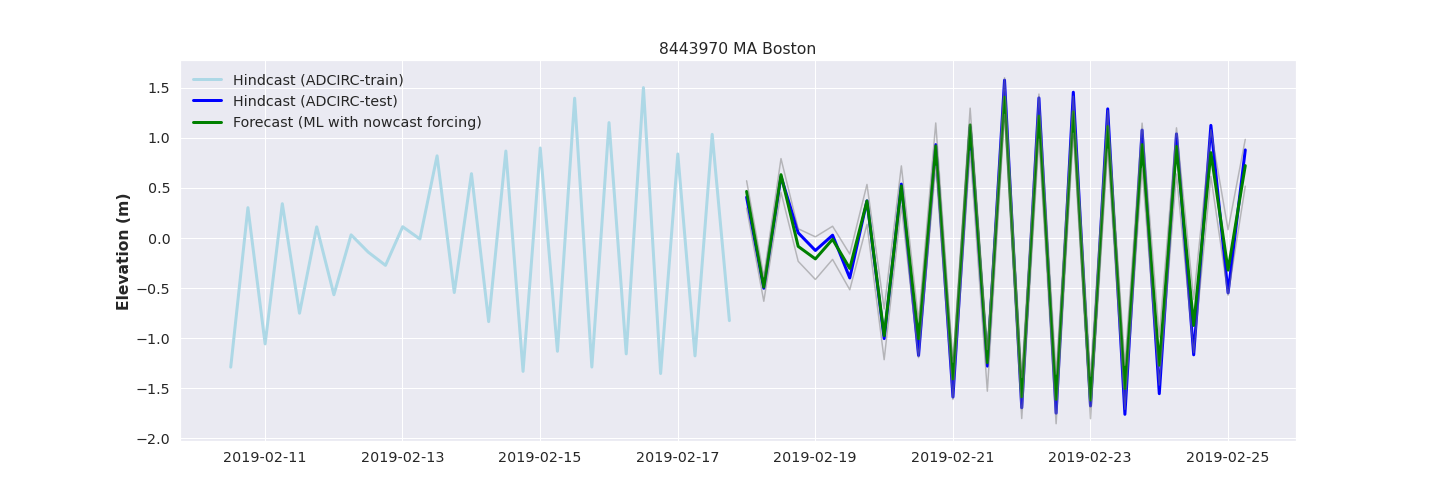 8443970 MA Boston
Hindcast (ADCIRC-train)
Hindcast (ADCIRC-test)
Forecast (ML with nowcast forcing)
Elevation (m)
1.5
1.0
0.5
0.0
−0.5
−1.0
−1.5
−2.0
2019-02-11 2019-02-13 2019-02-15 2019-02-17 2019-02-19 2019-02-21 2019-02-23 2019-02-25